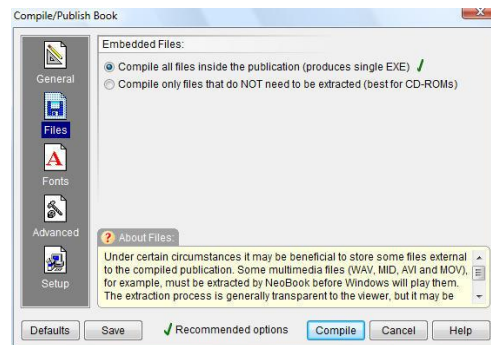 Compile/Publish Book
General
Files
Fonts
Advanced
Setup
Embedded Files:
Compile all files inside the publication (produces single EXE)
Compile only files that do NOT need to be extracted (best for CD-ROMs)
About Files:
Under certain circumstances it may be beneficial to store some files external
to the compiled publication. Some multimedia files (WAV, MID, AVI and MOV),
for example, must be extracted by NeoBook before Windows will play them.
The extraction process is generally transparent to the viewer, but it may be
Defaults Save Recommended options Compile Cancel Help